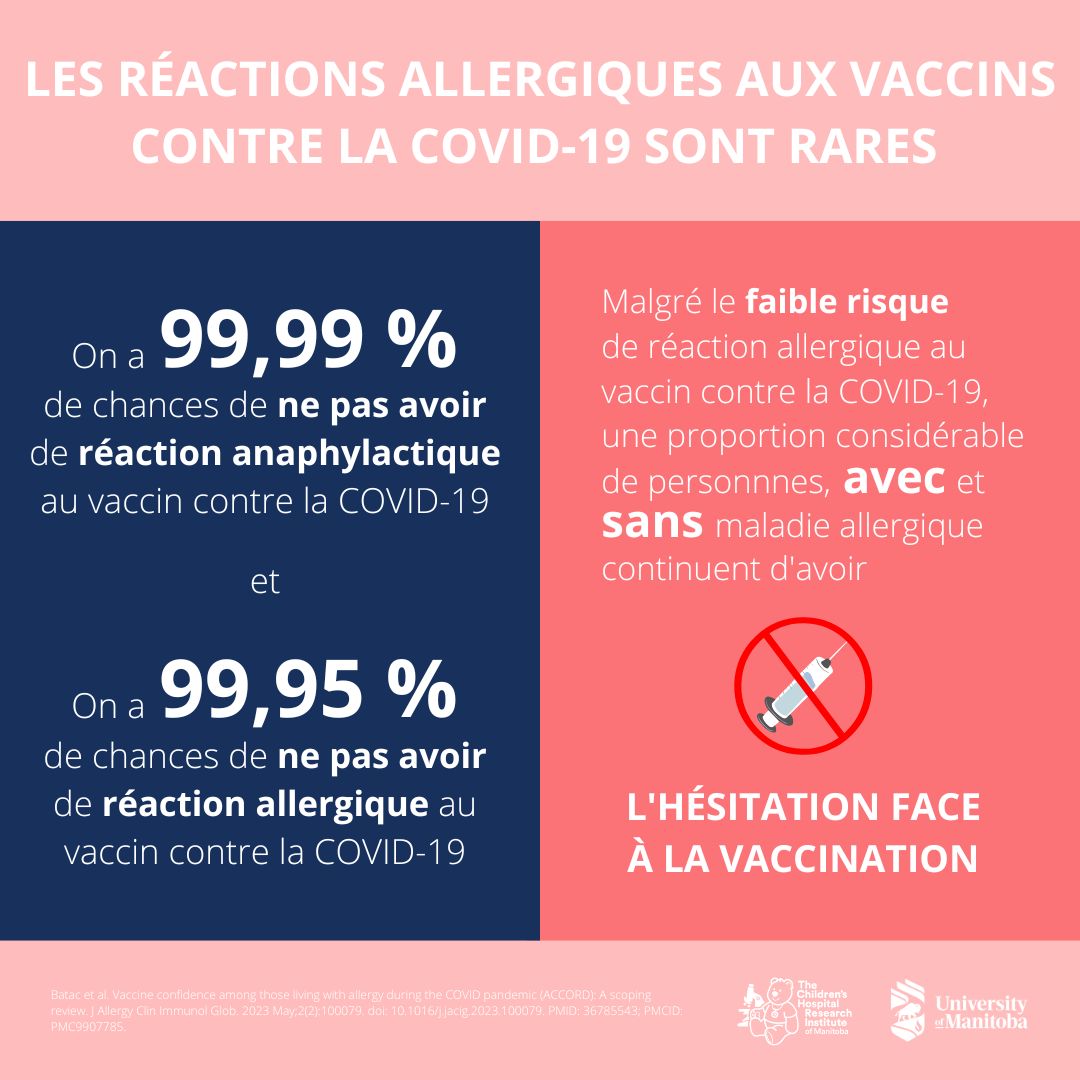 LES RÉACTIONS ALLERGIQUES AUX VACCINS
CONTRE LA COVID-19 SONT RARES
On a 99,99 %
de chances de ne pas avoir
de réaction anaphylactique
au vaccin contre la COVID-19
et
On a 99,95 %
de chances de ne pas avoir
de réaction allergique au
vaccin contre la COVID-19
Malgré le faible risque
de réaction allergique au
vaccin contre la COVID-19,
une proportion considérable
de personnnes, avec et
sans maladie allergique
continuent d'avoir
L'HÉSITATION FACE
À LA VACCINATION
Batac et al. Vaccine confidence among those living with allergy during the COVID pandemic (ACCORD): A scoping
review. J Allergy Clin Immunol Glob. 2023 May;2(2):100079. doi: 10.1016/j.jacig.2023.100079. PMID: 36785543; PMCID:
PMC9907785.
The
Children's
Hospital
Research
Institute
of Manitoba
University
of Manitoba